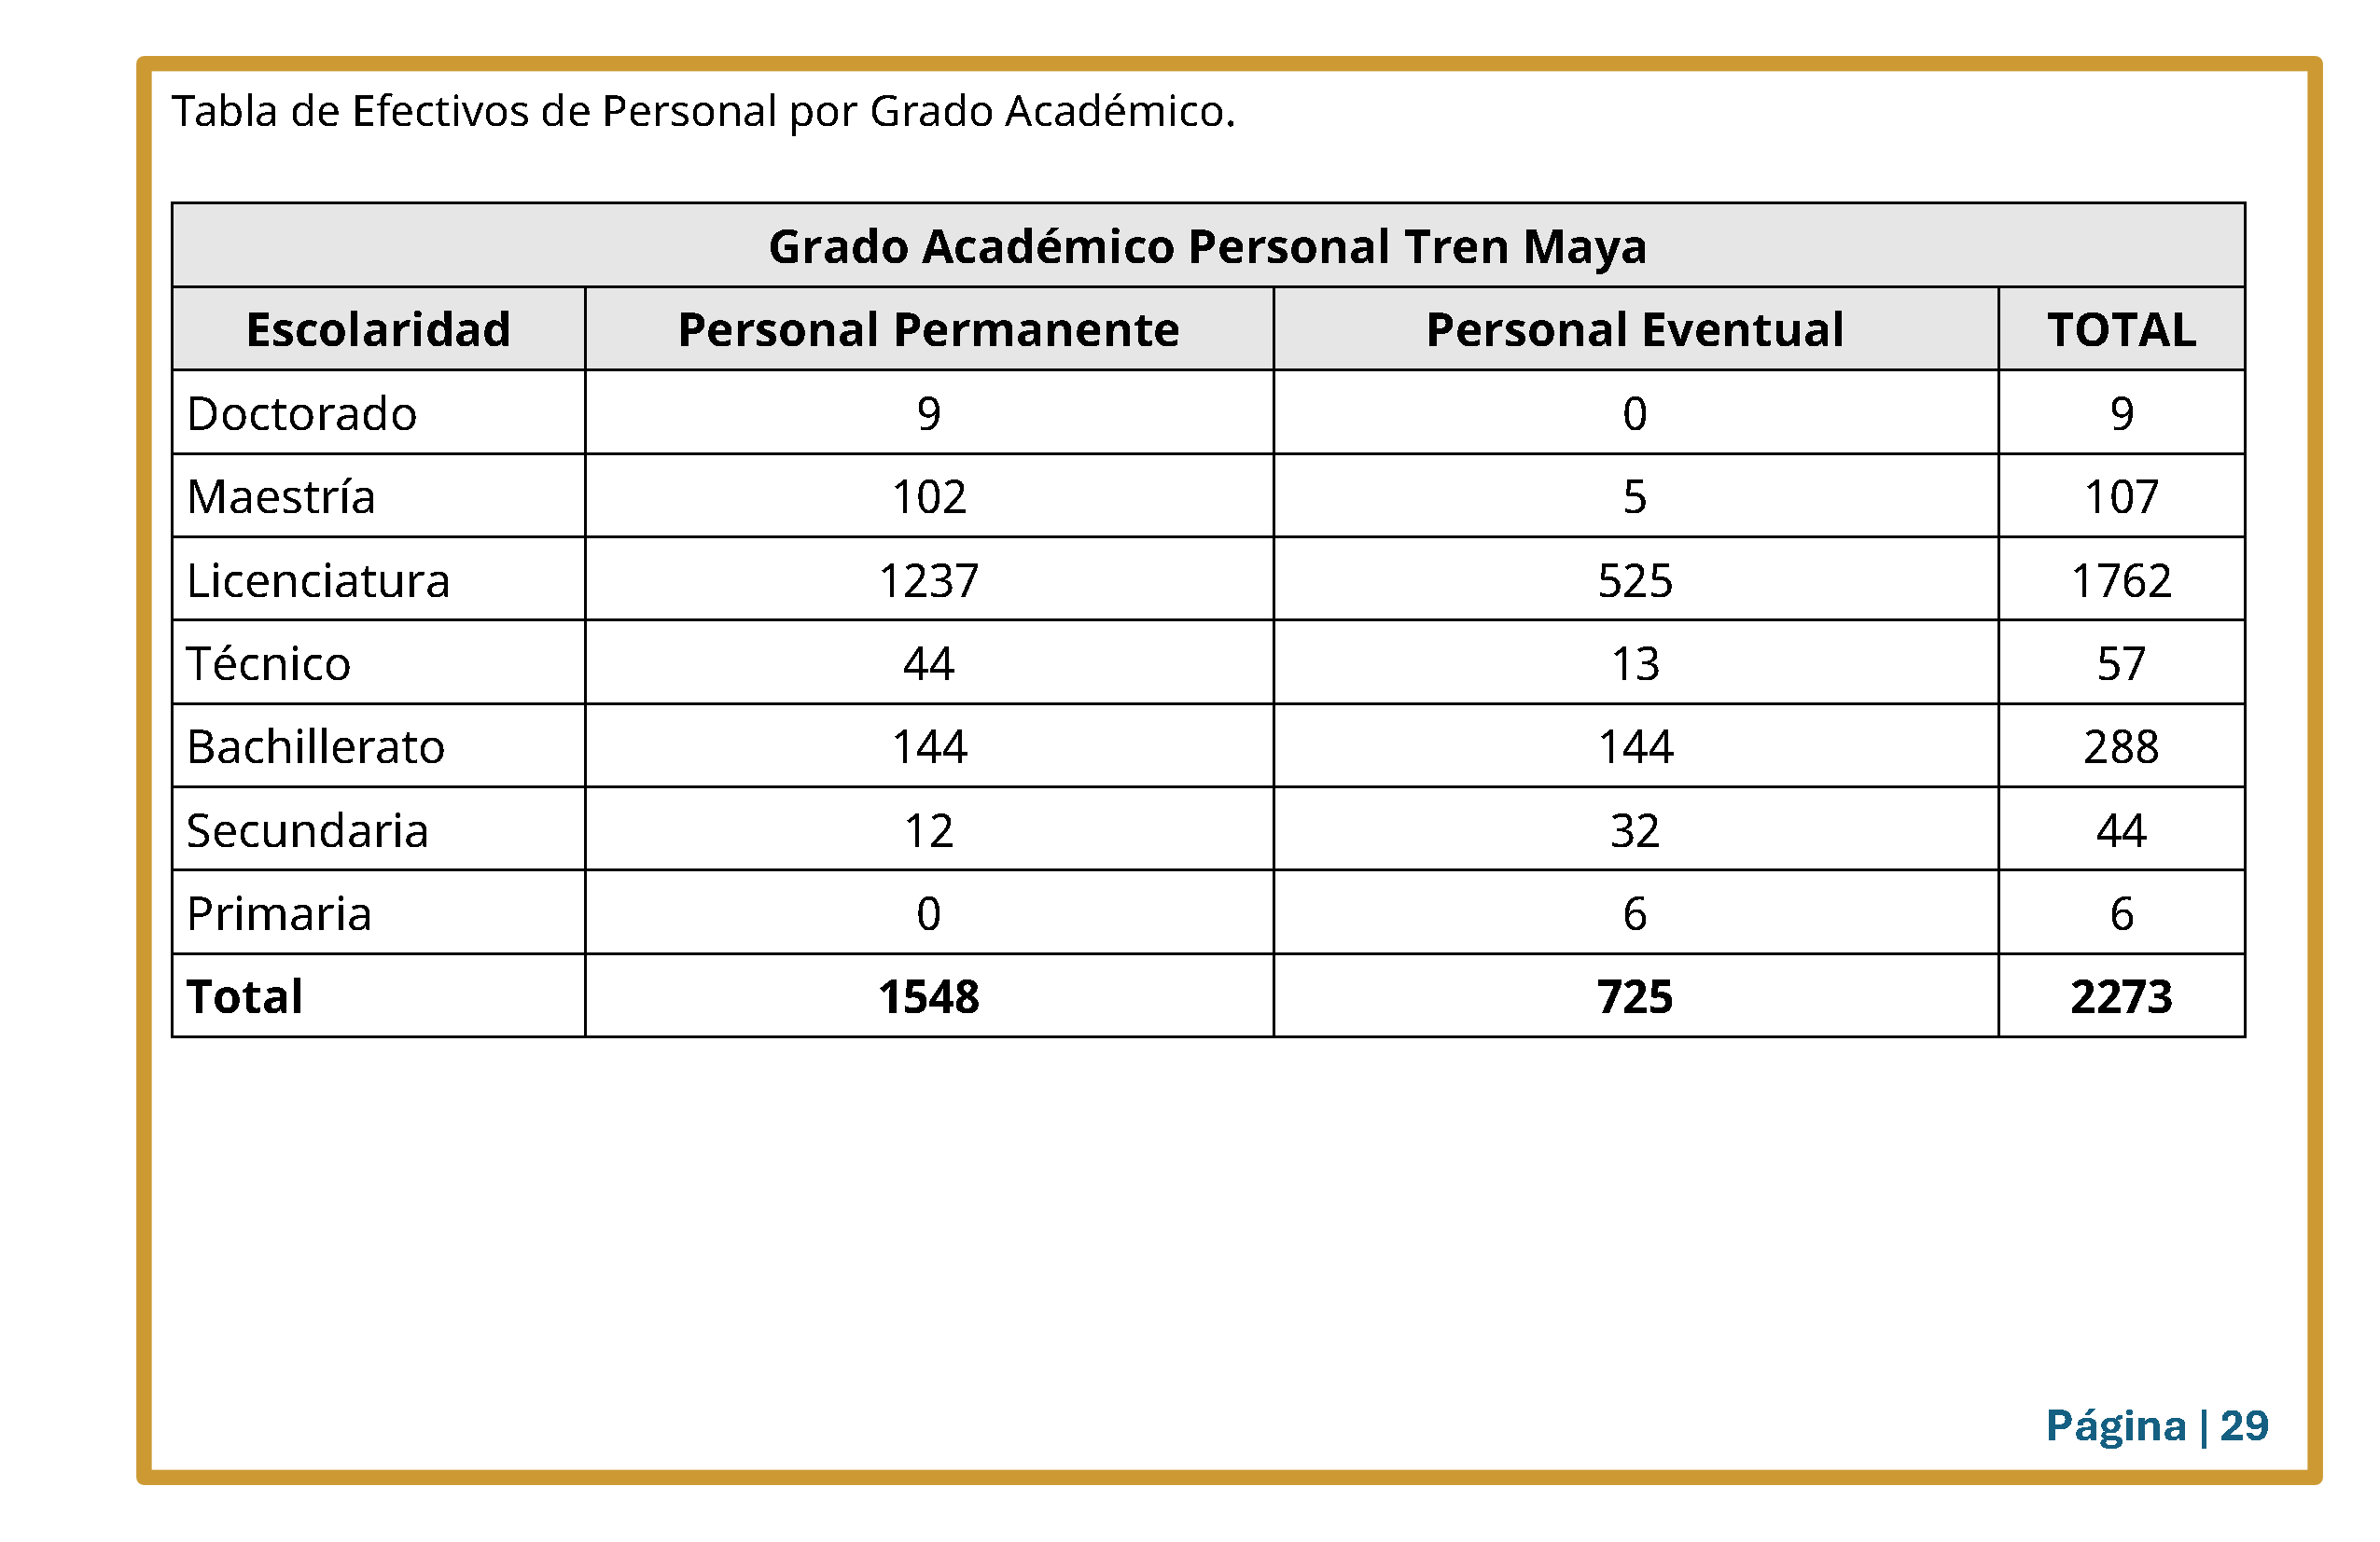 Tabla de Efectivos de Personal por Grado Académico.
Grado Académico Personal Tren Maya
Escolaridad Personal Permanente Personal Eventual TOTAL
Doctorado 9 0 9
Maestría 102 5 107
Licenciatura 1237 525 1762
Técnico 44 13 57
Bachillerato 144 144 288
Secundaria 12 32 44
Primaria 0 6 6
Total 1548 725 2273
Página | 29